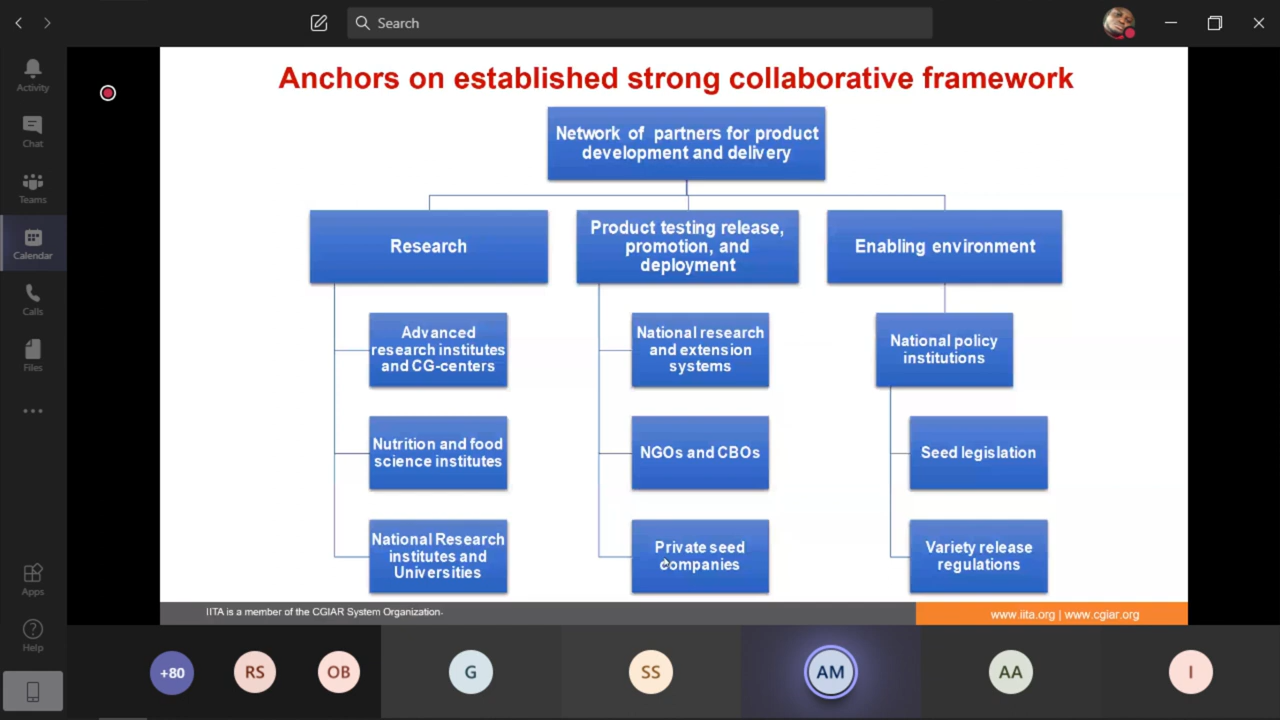 Search
Activity
Chat
Teams
Calendar
Calls
Files
Apps
Help
Anchors on established strong collaborative framework
Network of partners for product
development and delivery
Research
Product testing release,
promotion, and
deployment
Enabling environment
Advanced
research institutes
and CG-centers
National research
and extension
systems
National policy
institutions
Nutrition and food
science institutes
NGOs and CBOs
Seed legislation
National Research
institutes and
Universities
Private seed
companies
Variety release
regulations
IITA is a member of the CGIAR System Organization.
www.iita.org | www.cgiar.org
+80
RS
OB
G
SS
AM
AA
I